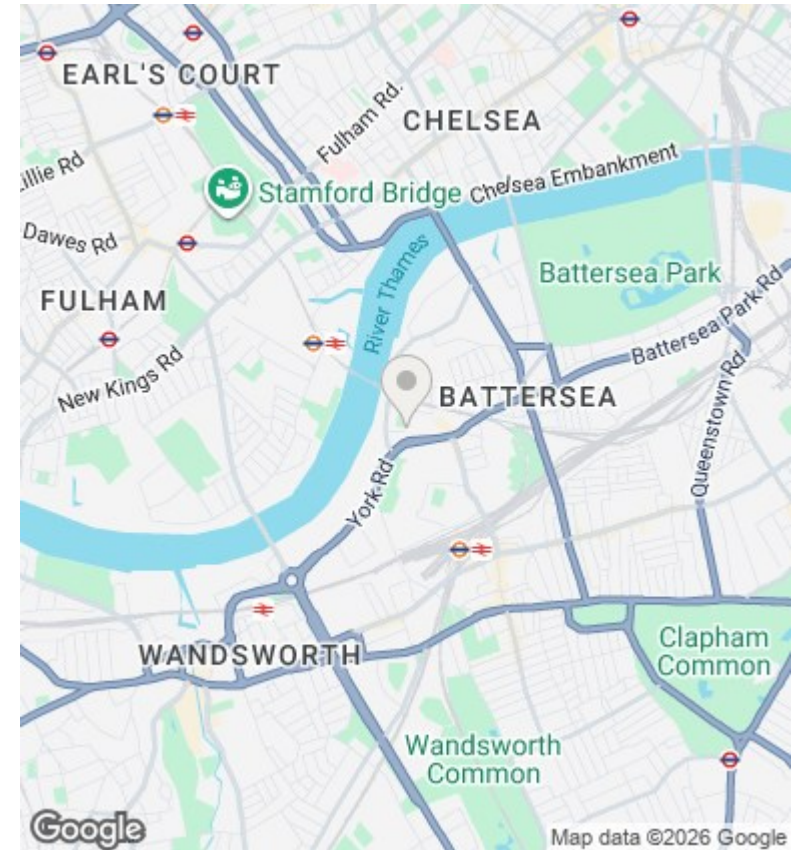 EARL'S COURT
Fulham Rd.
CHELSEA
Lillie Rd
Stamford Bridge
Chelsea Embankment
Dawes Rd
River Thames
Battersea Park
FULHAM
Battersea Park Rd
New Kings Rd
BATTERSEA
Queenstown Rd
York Rd
WANDSWORTH
Clapham
Common
Wandsworth
Common
Google
Map data ©2026 Google